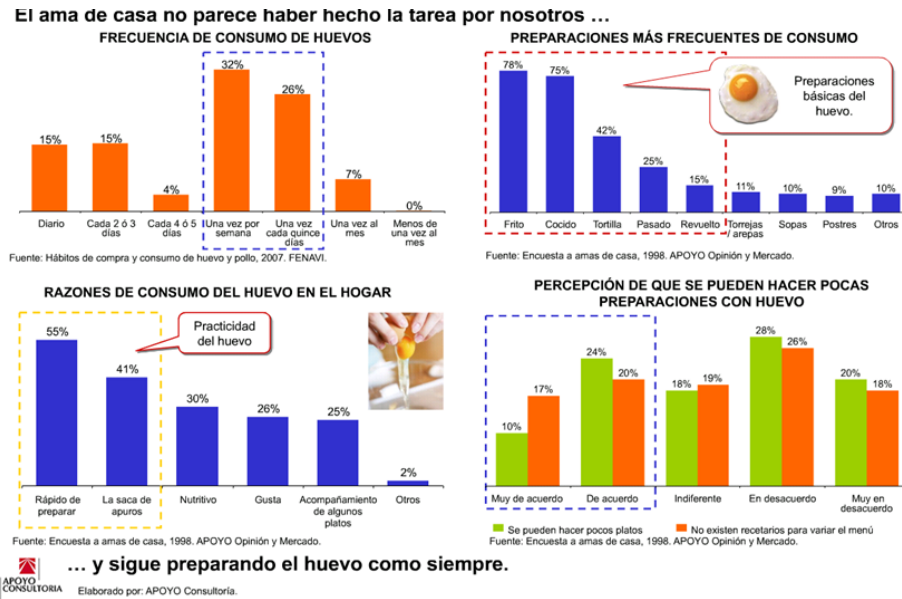 El ama de casa no parece haber hecho la tarea por nosotros ...
FRECUENCIA DE CONSUMO DE HUEVOS
32%
26%
15%
15%
4%
7%
0%
Diario
Cada 2 ó 3
días
Cada 4 ó 5
días
Una vez por
semana
Una vez
cada quince
días
Una vez al
mes
Menos de
una vez al
mes
Fuente: Hábitos de compra y consumo de huevo y pollo, 2007. FENAVI.
PREPARACIONES MÁS FRECUENTES DE CONSUMO
78%
75%
42%
25%
15%
11%
10%
9%
10%
Preparaciones
básicas del
huevo.
Frito
Cocido
Tortilla
Pasado
Revuelto
Torrejas
/ arepas
Sopas
Postres
Otros
Fuente: Encuesta a amas de casa, 1998. APOYO Opinión y Mercado.
RAZONES DE CONSUMO DEL HUEVO EN EL HOGAR
55%
41%
30%
26%
25%
2%
Practicidad
del huevo
Rápido de
preparar
La saca de
apuros
Nutritivo
Gusta
Acompañamiento
de algunos
platos
Otros
Fuente: Encuesta a amas de casa, 1998. APOYO Opinión y Mercado.
PERCEPCIÓN DE QUE SE PUEDEN HACER POCAS
PREPARACIONES CON HUEVO
10%
17%
24%
20%
18%
19%
28%
26%
20%
18%
Muy de acuerdo
De acuerdo
Indiferente
En desacuerdo
Muy en
desacuerdo
Se pueden hacer pocos platos
No existen recetarios para variar el menú
Fuente: Encuesta a amas de casa, 1998. APOYO Opinión y Mercado.
... y sigue preparando el huevo como siempre.
APOYO
CONSULTORIA
Elaborado por: APOYO Consultoría.